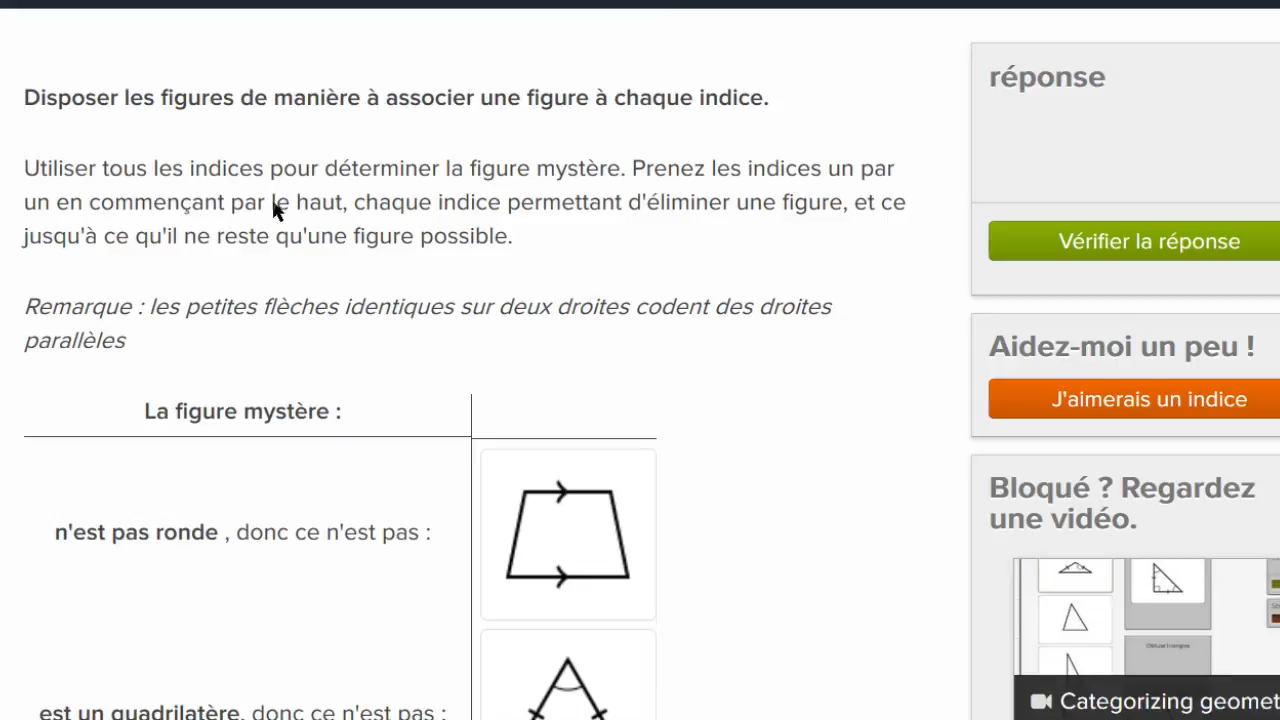 Disposer les figures de manière à associer une figure à chaque indice.
Utiliser tous les indices pour déterminer la figure mystère. Prenez les indices un par
un en commençant par le haut, chaque indice permettant d'éliminer une figure, et ce
jusqu'à ce qu'il ne reste qu'une figure possible.
Remarque : les petites flèches identiques sur deux droites codent des droites
parallèles
La figure mystère :
n'est pas ronde , donc ce n'est pas :
est un quadrilatère, donc ce n'est pas :
réponse
Vérifier la réponse
Aidez-moi un peu !
J'aimerais un indice
Bloqué ? Regardez
une vidéo.
Obtuse triangles
Categorizing geomet